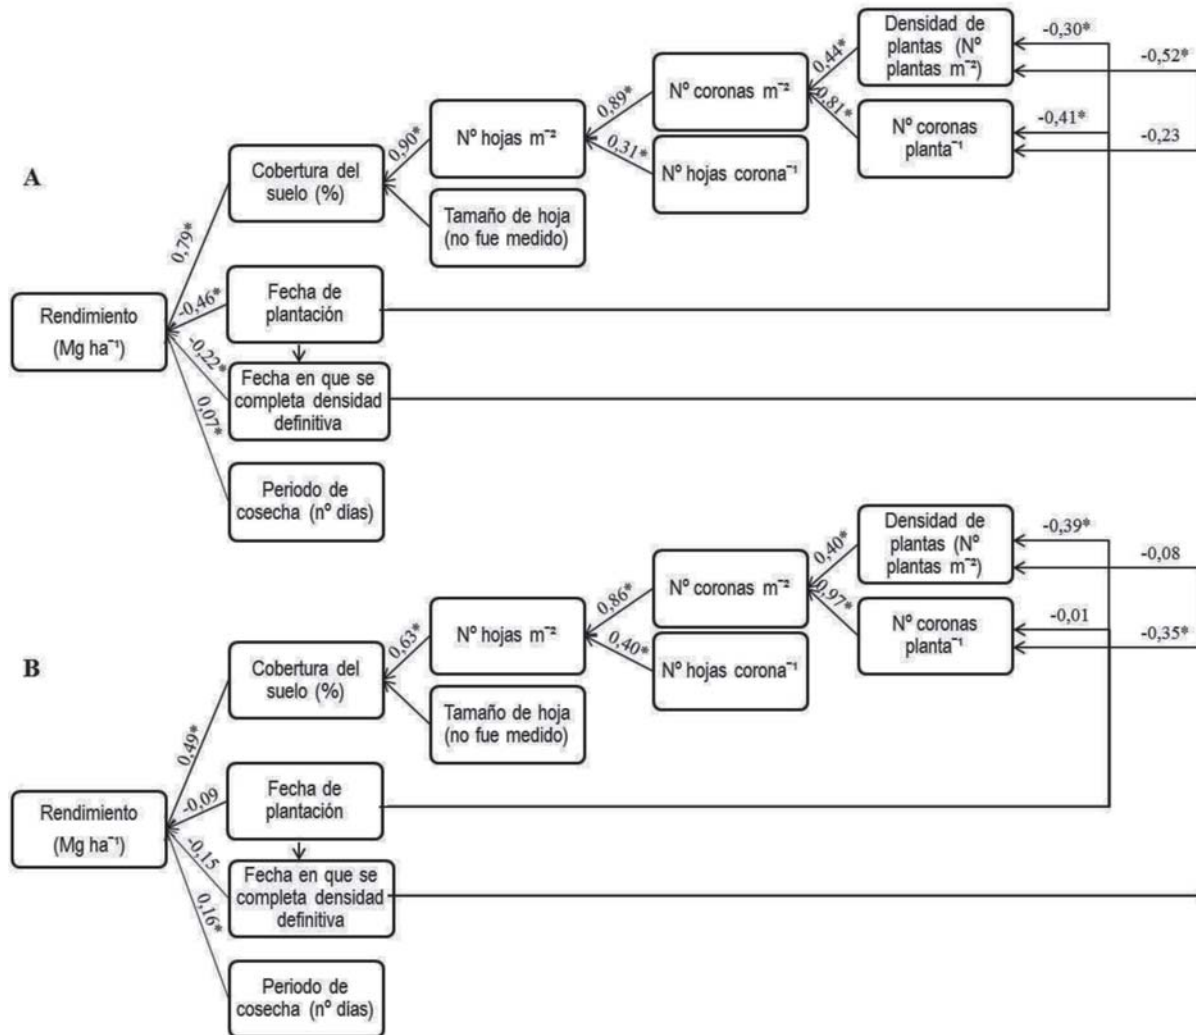 A
Rendimiento
(Mg ha⁻¹)
0,79*
-0,46*
-0,22*
0,07*
Cobertura del
suelo (%)
Fecha de
plantación
Fecha en que se
completa densidad
definitiva
Periodo de
cosecha (nº días)
0,90*
Nº hojas m⁻²
Tamaño de hoja
(no fue medido)
0,89*
0,31*
Nº coronas m⁻²
Nº hojas corona⁻¹
0,44*
0,81*
Densidad de
plantas (Nº
plantas m⁻²)
Nº coronas
planta⁻¹
-0,30*
-0,52*
-0,41*
-0,23
B
Rendimiento
(Mg ha⁻¹)
0,49*
-0,09
-0,15
0,16*
Cobertura del
suelo (%)
Fecha de
plantación
Fecha en que se
completa densidad
definitiva
Periodo de
cosecha (nº días)
0,63*
Nº hojas m⁻²
Tamaño de hoja
(no fue medido)
0,86*
0,40*
Nº coronas m⁻²
Nº hojas corona⁻¹
0,40*
0,97*
Densidad de
plantas (Nº
plantas m⁻²)
Nº coronas
planta⁻¹
-0,39*
-0,08
-0,01
-0,35*